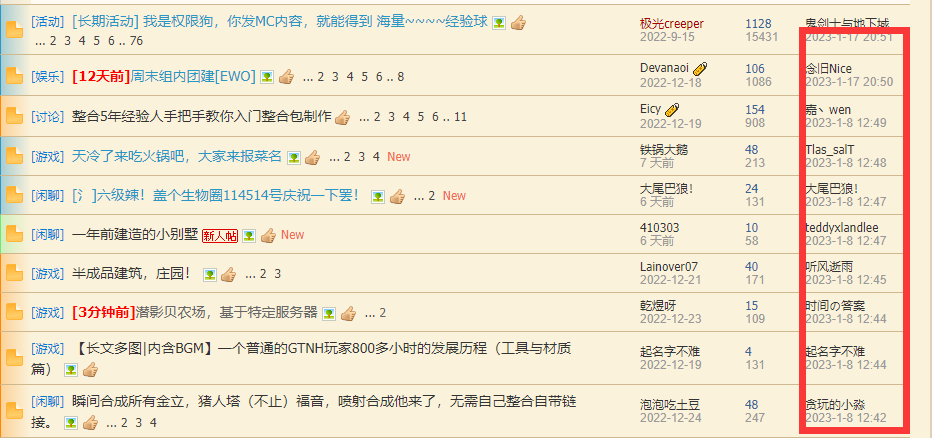 [活动] [长期活动] 我是权限狗，你发MC内容，就能得到 海量~~~~经验球 极光creeper 1128 鬼剑士与地下城
... 2 3 4 5 6 .. 76 2022-9-15 15431 2023-1-17 20:51
[娱乐] [12天前]周末组内团建[EWO] ... 2 3 4 5 6 .. 8 Devanaoi 106 念旧Nice
2022-12-18 1086 2023-1-17 20:50
[讨论] 整合5年经验人手把手教你入门整合包制作 ... 2 3 4 5 6 .. 11 Eicy 154 嘉丶wen
2022-12-19 908 2023-1-8 12:49
[游戏] 天冷了来吃火锅吧，大家来报菜名 ... 2 3 4 New 铁锅大鹅 48 Tlas_salT
7 天前 213 2023-1-8 12:48
[闲聊] [氵]六级辣！盖个生物圈114514号庆祝一下罢！ ... 2 New 大尾巴狼！ 24 大尾巴狼！
6 天前 131 2023-1-8 12:47
[闲聊] 一年前建造的小别墅 新人帖 New 410303 10 teddyxlandlee
6 天前 58 2023-1-8 12:47
[游戏] 半成品建筑，庄园！ ... 2 3 Lainover07 40 听风逝雨
2022-12-21 171 2023-1-8 12:45
[游戏] [3分钟前]潜影贝农场，基于特定服务器 ... 2 乾煜呀 15 时间の答案
2022-12-23 109 2023-1-8 12:44
[游戏] 【长文多图|内含BGM】一个普通的GTNH玩家800多小时的发展历程（工具与材质 起名字不难 4 起名字不难
篇） 2022-12-19 131 2023-1-8 12:44
[闲聊] 瞬间合成所有金立，猪人塔（不止）福音，喷射合成他来了，无需自己整合自带链 泡泡吃土豆 48 贪玩的小淼
接。 ... 2 3 4 2022-12-24 247 2023-1-8 12:42